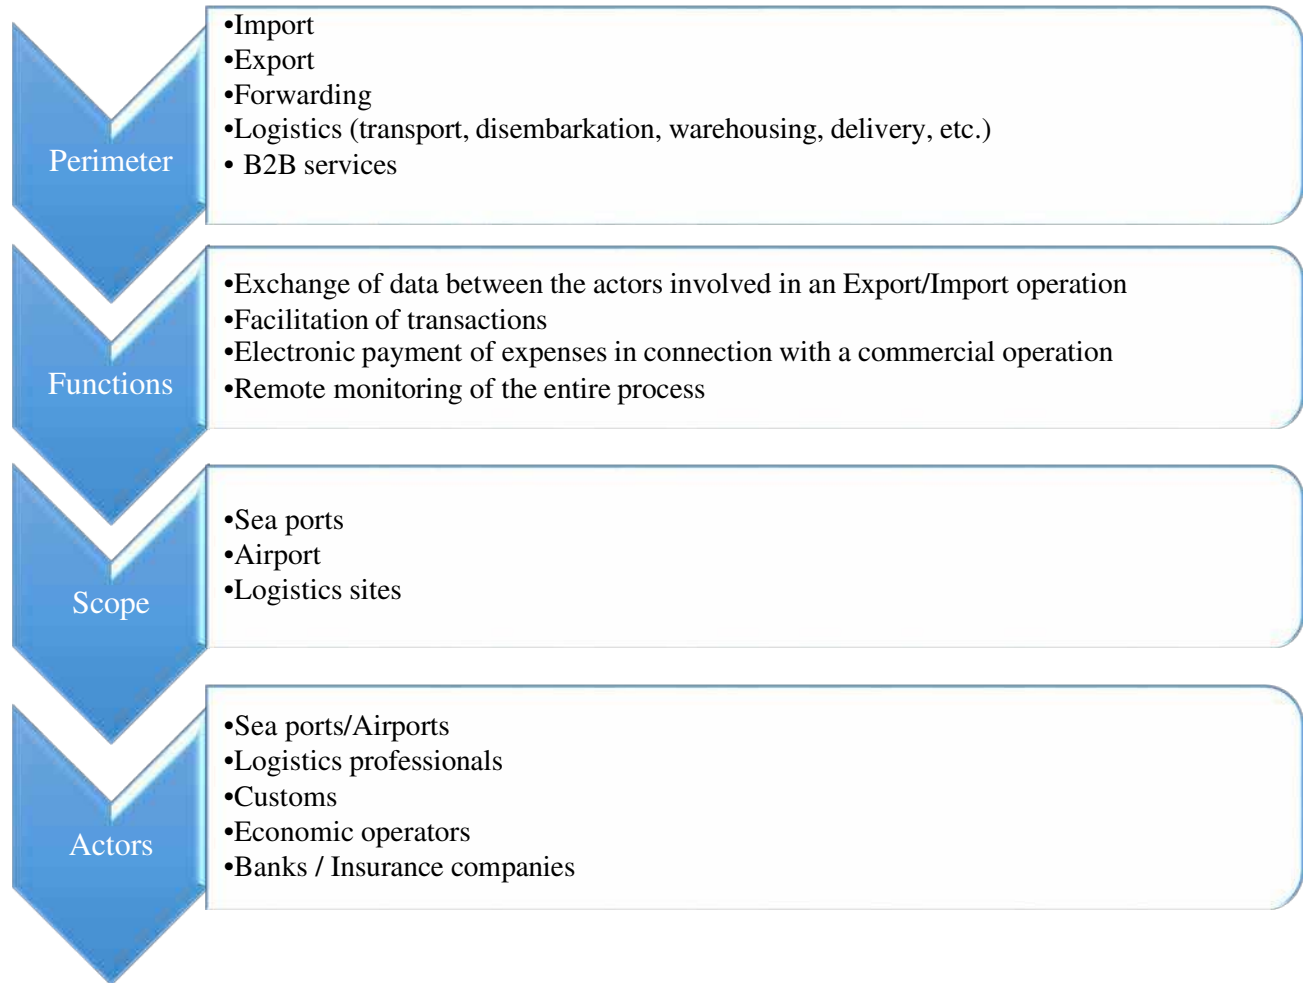 •Import
•Export
•Forwarding
•Logistics (transport, disembarkation, warehousing, delivery, etc.)
• B2B services
Perimeter
•Exchange of data between the actors involved in an Export/Import operation
•Facilitation of transactions
•Electronic payment of expenses in connection with a commercial operation
•Remote monitoring of the entire process
Functions
•Sea ports
•Airport
•Logistics sites
Scope
•Sea ports/Airports
•Logistics professionals
•Customs
•Economic operators
•Banks / Insurance companies
Actors